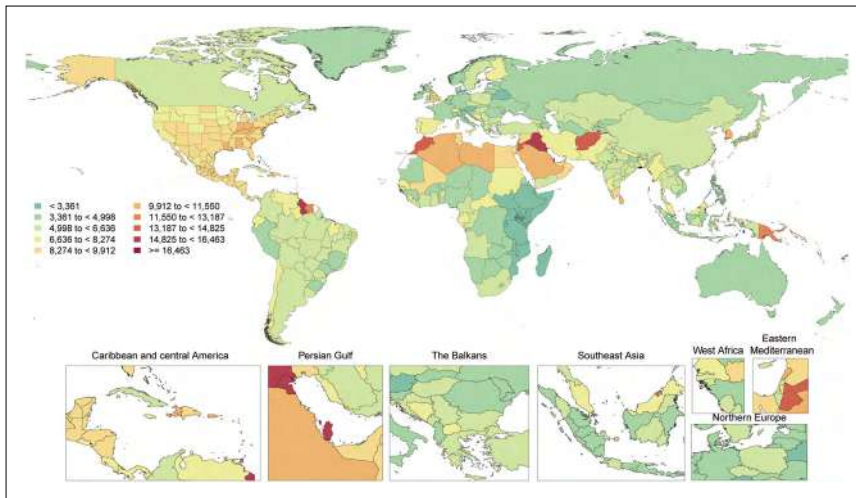 < 3,361
3,361 to < 4,998
4,998 to < 6,636
6,636 to < 8,274
8,274 to < 9,912
9,912 to < 11,550
11,550 to < 13,187
13,187 to < 14,825
14,825 to < 16,463
>= 16,463
Caribbean and central America
Persian Gulf
The Balkans
Southeast Asia
West Africa
Eastern
Mediterranean
Northern Europe